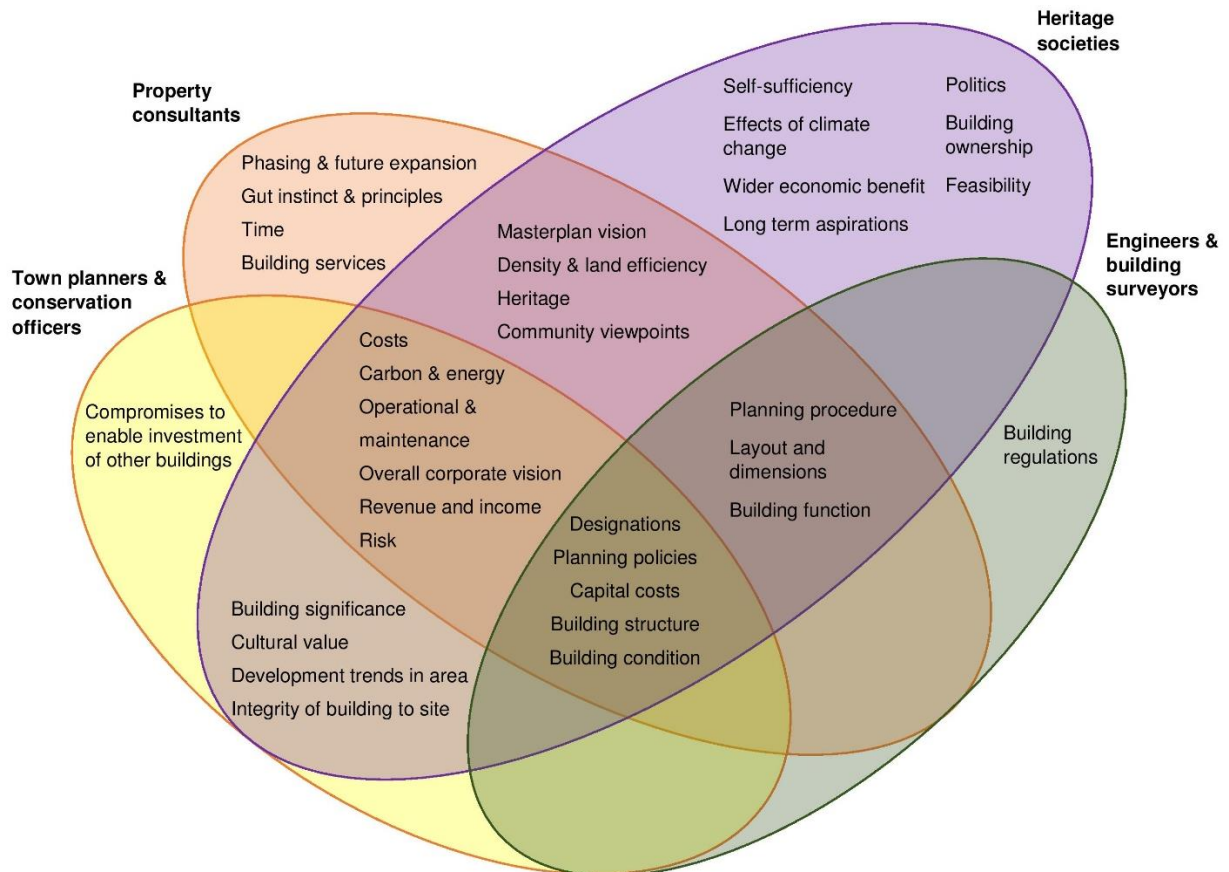 Heritage
societies
Property
consultants
Self-sufficiency
Effects of climate
change
Wider economic benefit
Long term aspirations
Politics
Building
ownership
Feasibility
Phasing & future expansion
Gut instinct & principles
Time
Building services
Masterplan vision
Density & land efficiency
Heritage
Community viewpoints
Engineers &
building
surveyors
Town planners &
conservation
officers
Costs
Carbon & energy
Operational &
maintenance
Overall corporate vision
Revenue and income
Risk
Compromises to
enable investment
of other buildings
Planning procedure
Layout and
dimensions
Building function
Building
regulations
Designations
Planning policies
Capital costs
Building structure
Building condition
Building significance
Cultural value
Development trends in area
Integrity of building to site